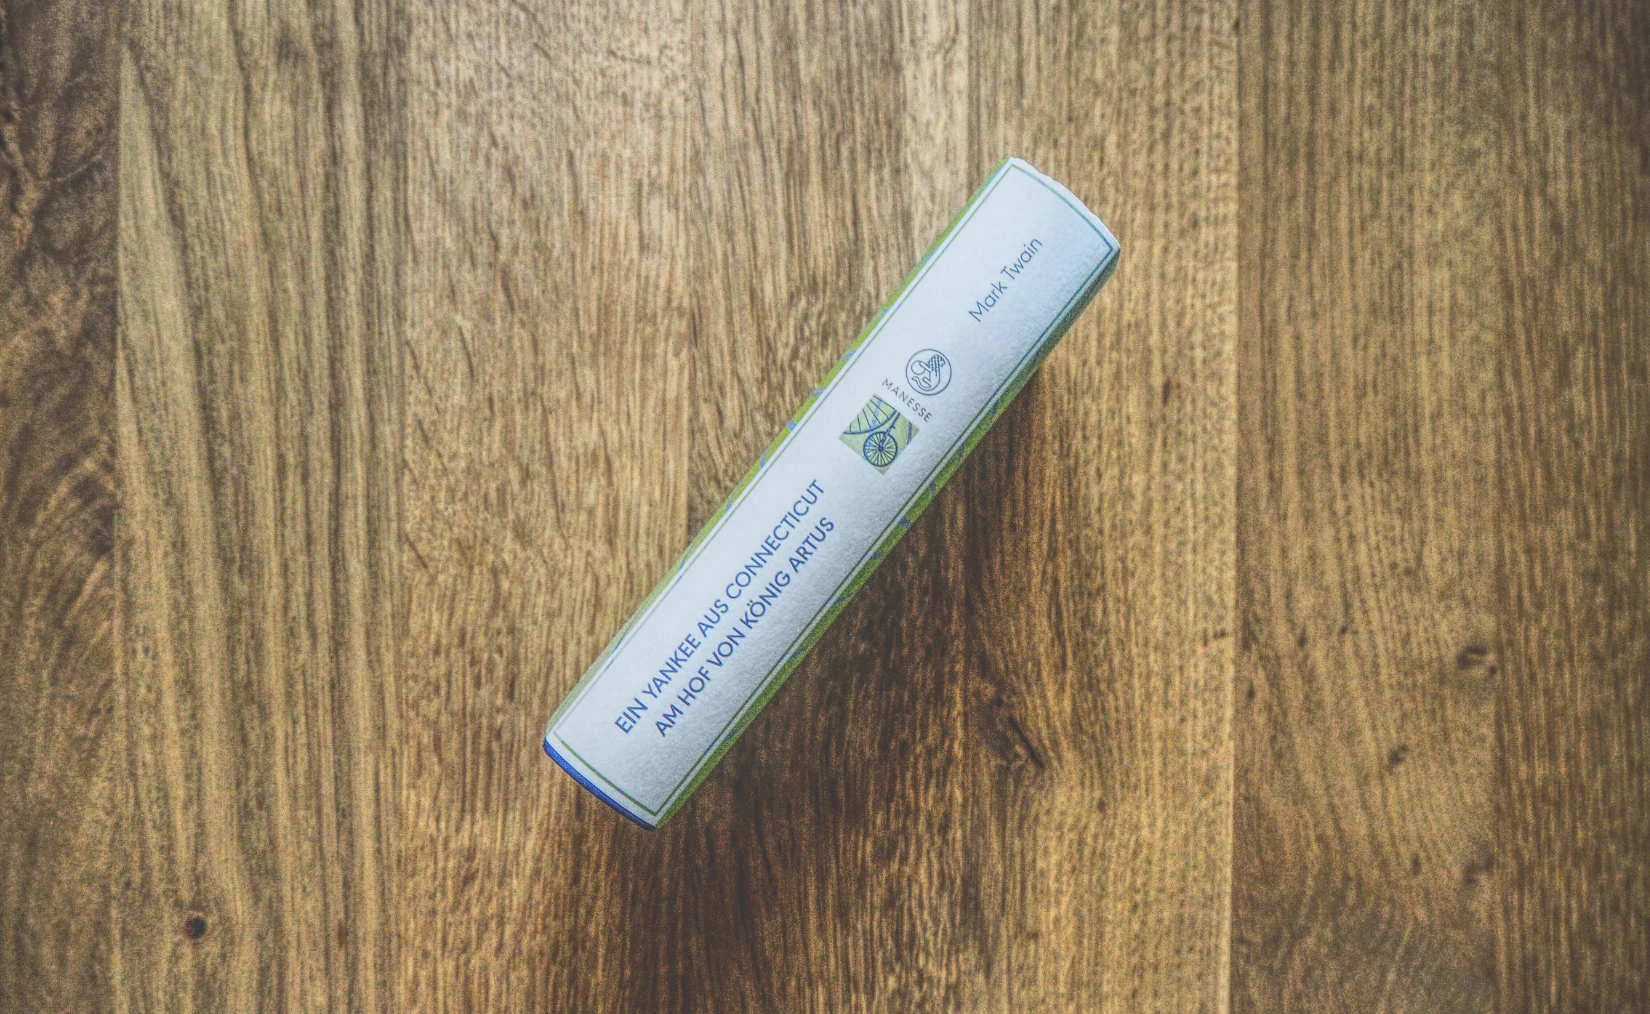 EIN YANKEE AUS CONNECTICUT
AM HOF VON KÖNIG ARTUS
MANESSE
Mark Twain